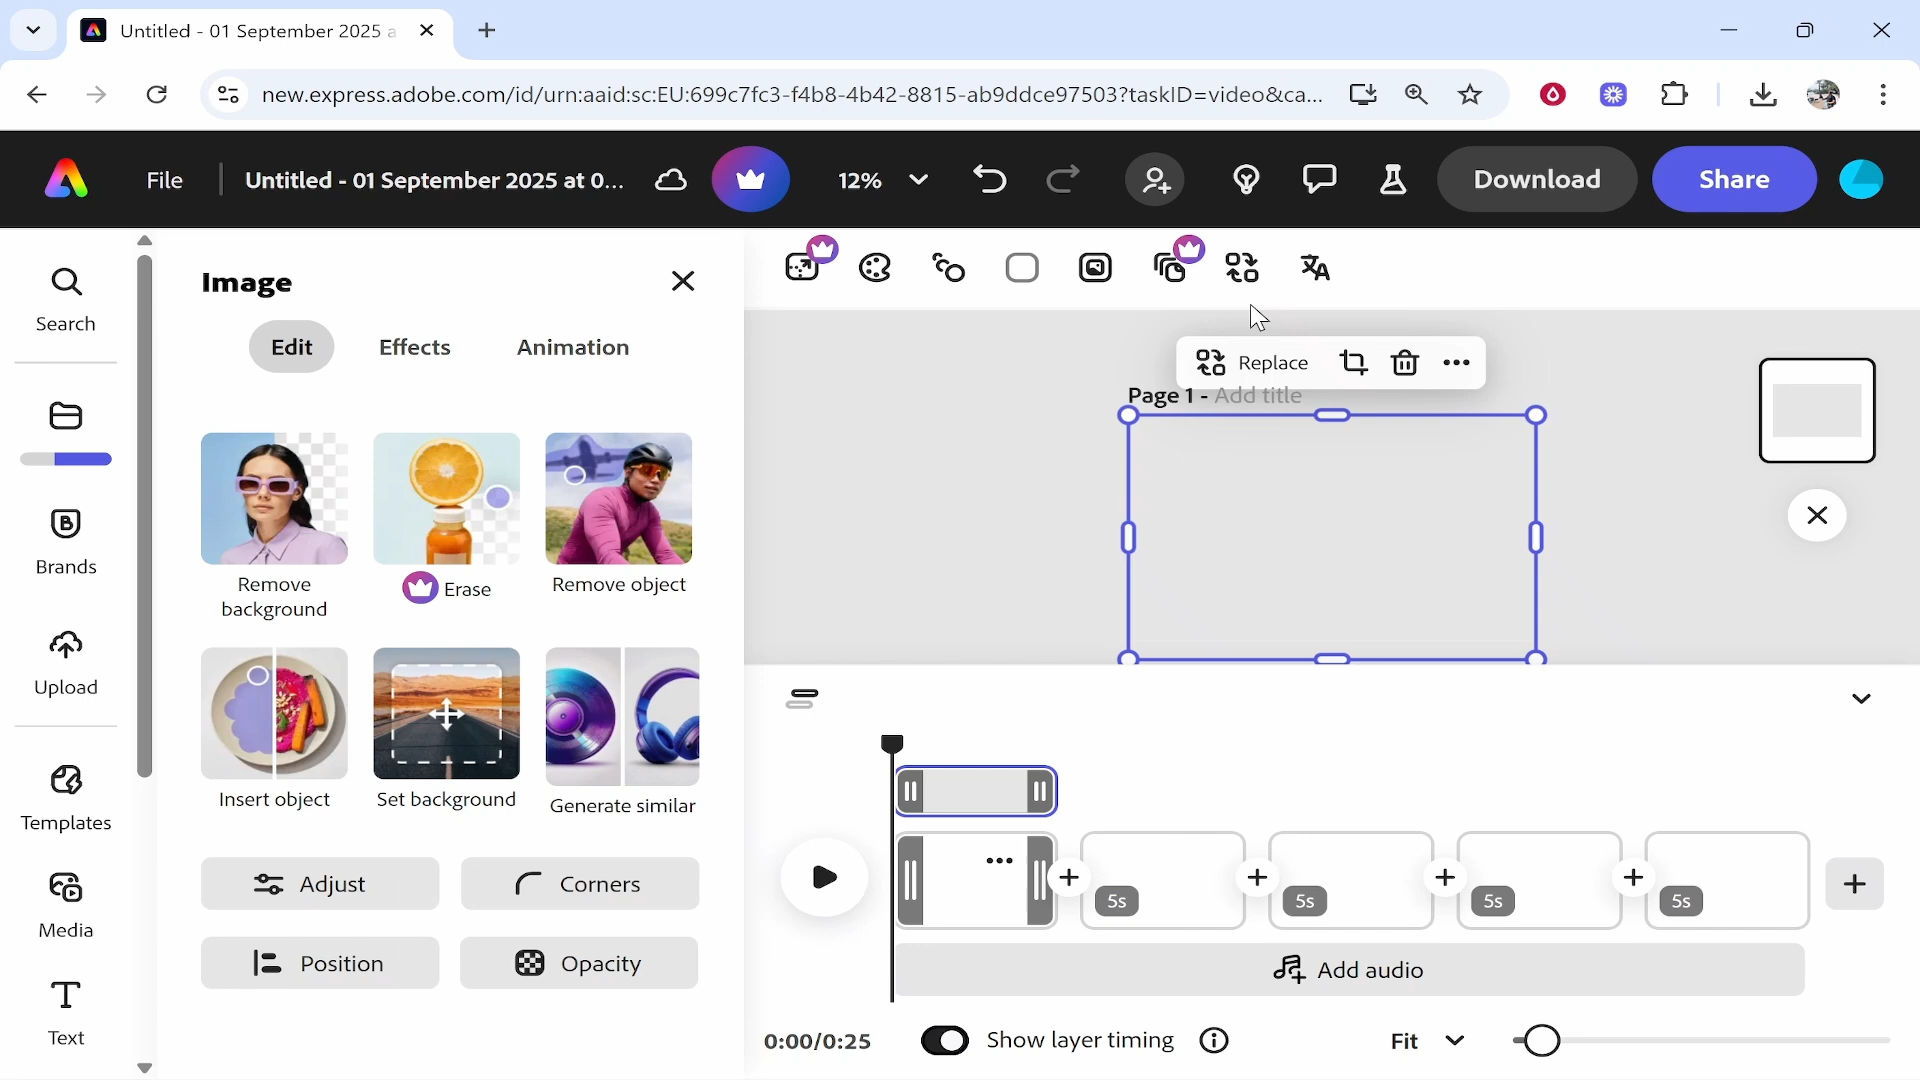 Untitled - 01 September 2025 a
new.express.adobe.com/id/urn:aaid:sc:EU:699c7fc3-f4b8-4b42-8815-ab9ddce97503?taskID=video&ca...
File
Untitled - 01 September 2025 at 0...
12%
Download
Share
Search
Brands
Upload
Templates
Media
Text
Image
Edit
Effects
Animation
Remove
background
Erase
Remove object
Insert object
Set background
Generate similar
Adjust
Corners
Position
Opacity
Replace
Page 1 - Add title
5s
5s
5s
5s
Add audio
0:00/0:25
Show layer timing
Fit